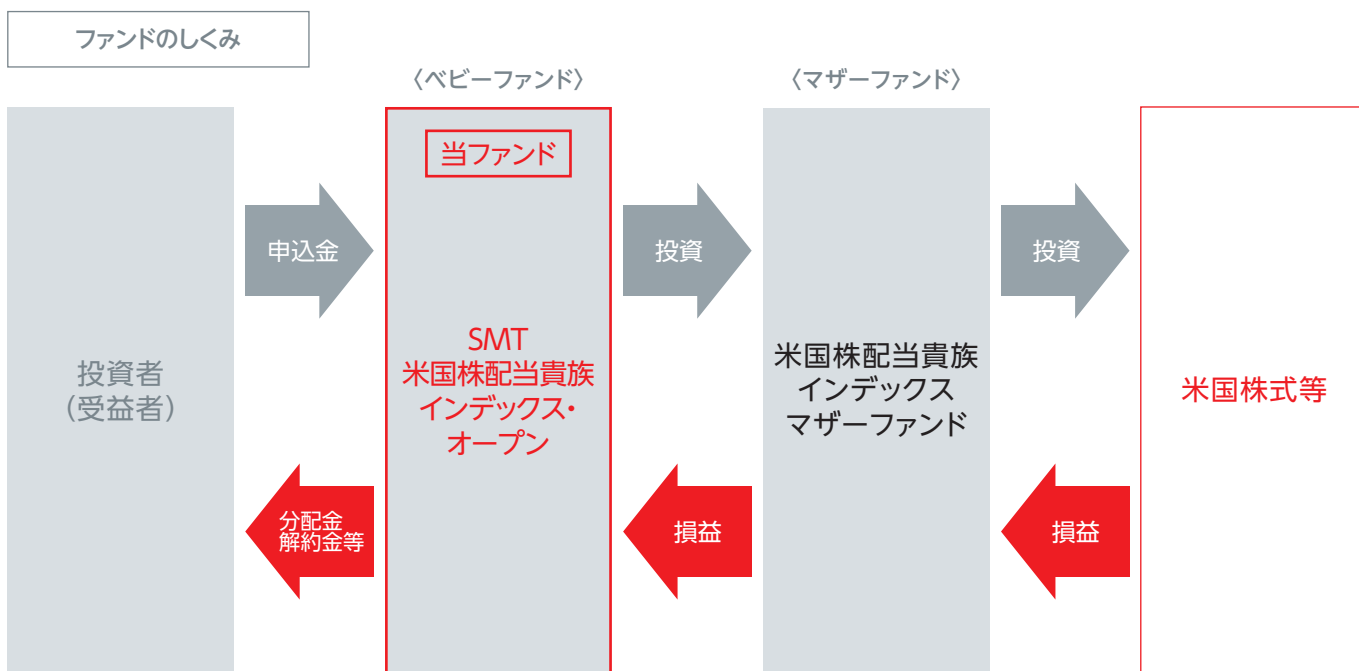 ファンドのしくみ
〈ベビーファンド〉
〈マザーファンド〉
当ファンド
申込金
投資
投資
投資者
(受益者)
SMT
米国株配当貴族
インデックス・
オープン
米国株配当貴族
インデックス
マザーファンド
米国株式等
分配金
解約金等
損益
損益